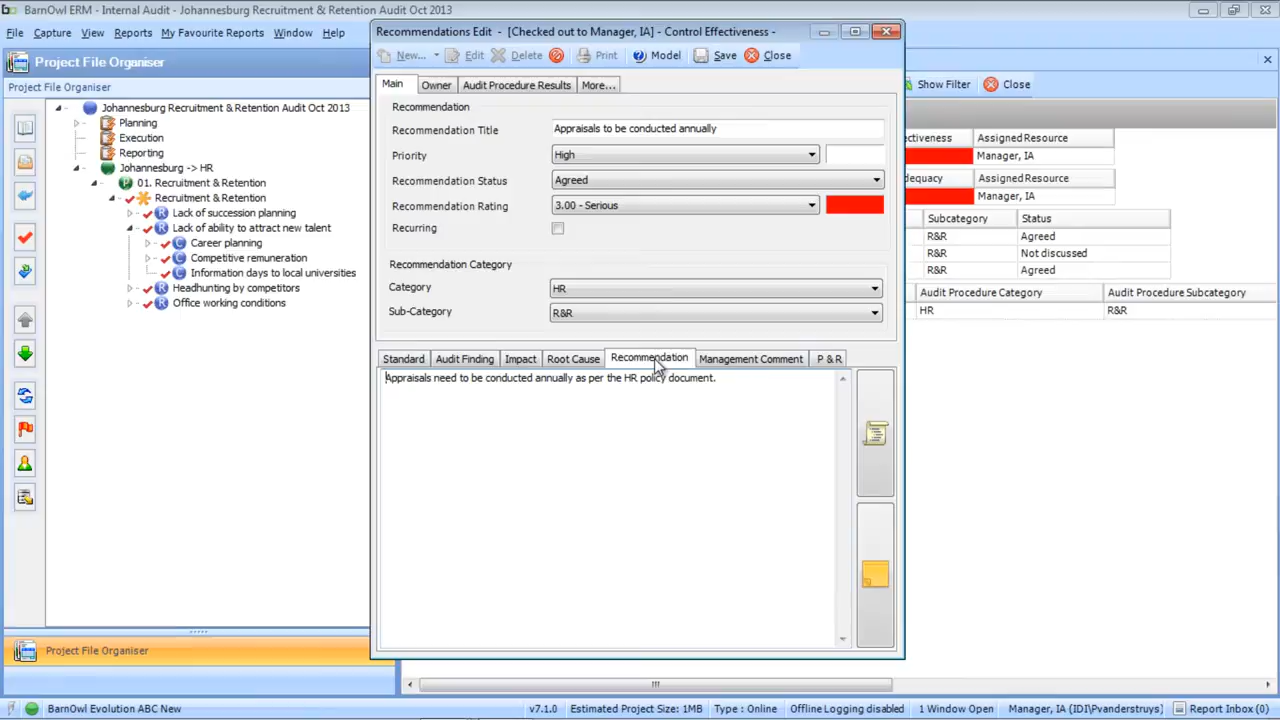 BarnOwl ERM - Internal Audit - Johannesburg Recruitment & Retention Audit Oct 2013
File Capture View Reports My Favourite Reports Window Help
Project File Organiser
Project File Organiser
Johannesburg Recruitment & Retention Audit Oct 2013
Planning
Execution
Reporting
Johannesburg -> HR
01. Recruitment & Retention
Recruitment & Retention
Lack of succession planning
Lack of ability to attract new talent
Career planning
Competitive remuneration
Information days to local universities
Headhunting by competitors
Office working conditions
Project File Organiser
Recommendations Edit - [Checked out to Manager, IA] - Control Effectiveness -
New... Edit Delete Print Model Save Close
Main Owner Audit Procedure Results More...
Recommendation
Recommendation Title Appraisals to be conducted annually
Priority High
Recommendation Status Agreed
Recommendation Rating 3.00 - Serious
Recurring
Recommendation Category
Category HR
Sub-Category R&R
Standard Audit Finding Impact Root Cause Recommendation Management Comment P & R
Appraisals need to be conducted annually as per the HR policy document.
Show Filter Close
ectiveness Assigned Resource
Manager, IA
dequacy Assigned Resource
Manager, IA
Subcategory Status
R&R Agreed
R&R Not discussed
R&R Agreed
Audit Procedure Category Audit Procedure Subcategory
HR R&R
BarnOwl Evolution ABC New v7.1.0 Estimated Project Size: 1MB Type : Online Offline Logging disabled 1 Window Open Manager, IA (IDI\Pvanderstruys) Report Inbox (0)